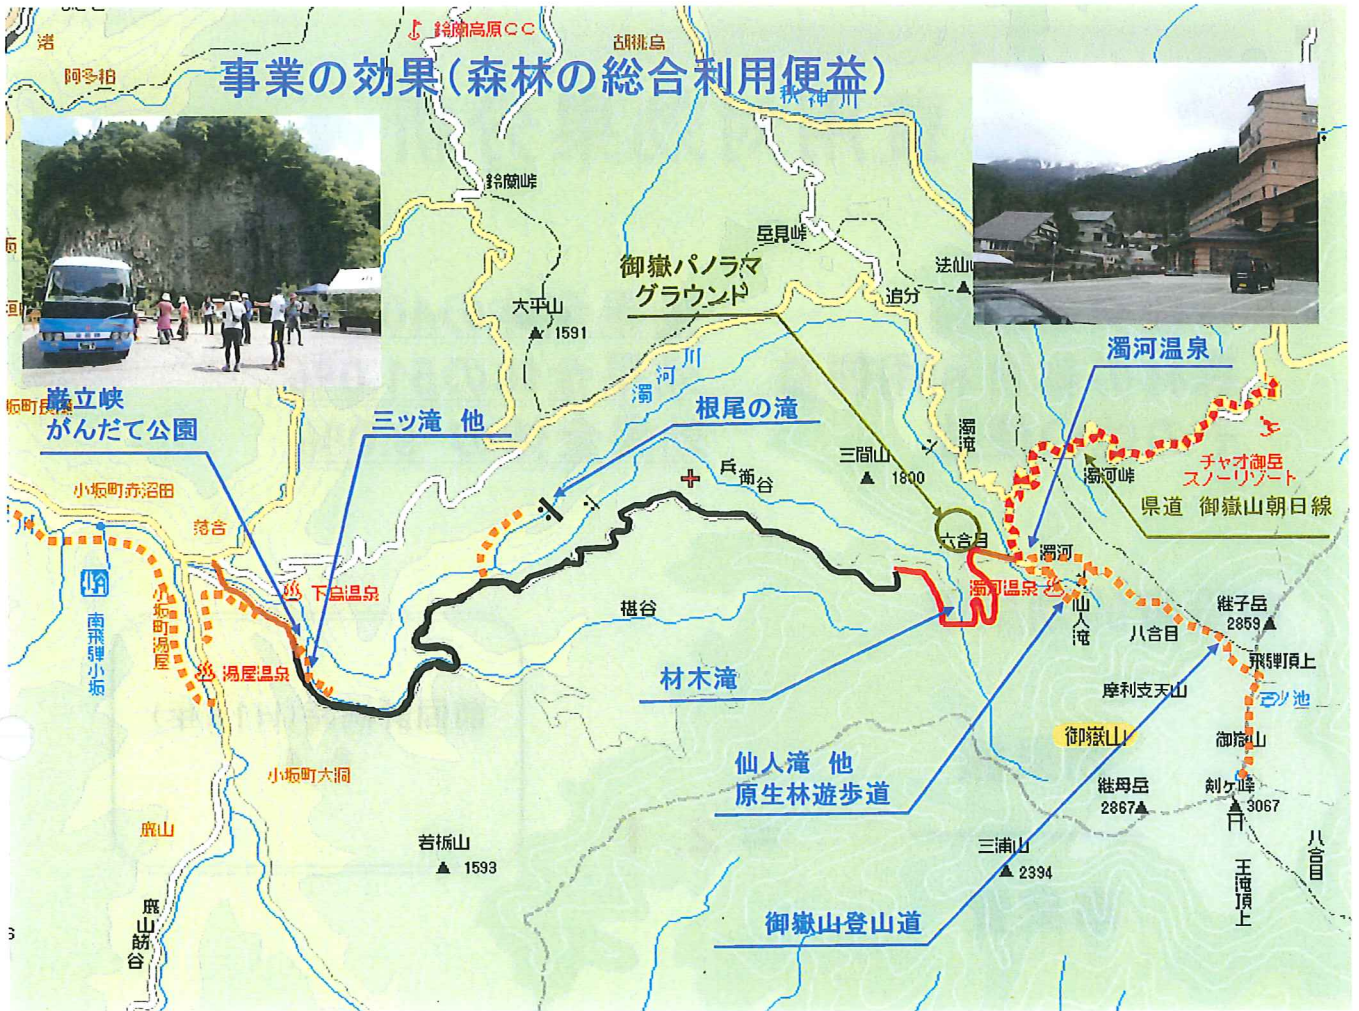 渚
鈴蘭高原CC
胡桃島
阿多粕
事業の効果(森林の総合利用便益)
秋神川
鈴蘭峠
岳見峠
御嶽パノラマ
グラウンド
追分
六平山
1591
濁河川
濁河温泉
巌立峡
がんだて公園
三ッ滝 他
根尾の滝
濁滝
三間山
1800
兵衛谷
濁河峠
チャオ御岳
スノーリゾート
県道 御嶽山朝日線
小坂町赤沼田
落合
六合目
濁河
下島温泉
濁河温泉
小坂町湯屋
南飛騨小坂
椹谷
仙人滝
八合目
継子岳
2859
飛騨頂上
湯屋温泉
材木滝
摩利支天山
三ノ池
御嶽山
御嶽山
仙人滝 他
原生林遊歩道
小坂町大洞
継母岳
2867
剣ヶ峰
3067
鹿山
若栃山
1593
三浦山
2394
八合目
王滝頂上
御嶽山登山道
鹿山筋谷